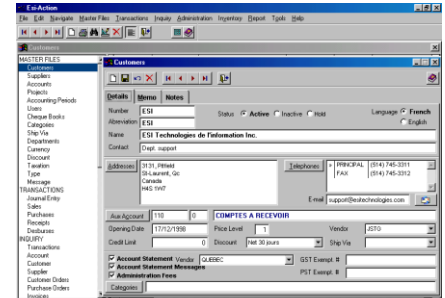 Esi-Action
File Edit Navigate Master Files Transactions Inquiry Administration Inventory Report Tools Help
Customers
MASTER FILES
Customers
Suppliers
Accounts
Projects
Accounting Periods
Users
Cheque Books
Categories
Ship Via
Departments
Currency
Discount
Taxation
Type
Message
TRANSACTIONS
Journal Entry
Sales
Purchases
Receipts
Desburses
INQUIRY
Transactions
Account
Customer
Supplier
Customer Orders
Purchase Orders
Invoices
Customers
Details Memo Notes
Number ESI Status Active Inactive Hold Language French
Abreviation ESI English
Name ESI Technologies de l'information Inc.
Contact Dept. support
Addresses 3131, Pitfield Telephones PRINCIPAL (514) 745-3311
St-Laurent, Qc FAX (514) 745-3312
Canada
H4S 1W7
E-mail support@esitechnologies.com
Aux Account 110 0 COMPTES A RECEVOIR
Opening Date 17/12/1998 Price Level 1 Vendor JSTG
Credit Limit 0 Discount Net 30 jours Ship Via
Account Statement Vendor QUEBEC GST Exempt #
Account Statement Messages
Administration Fees PST Exempt. #
Categories